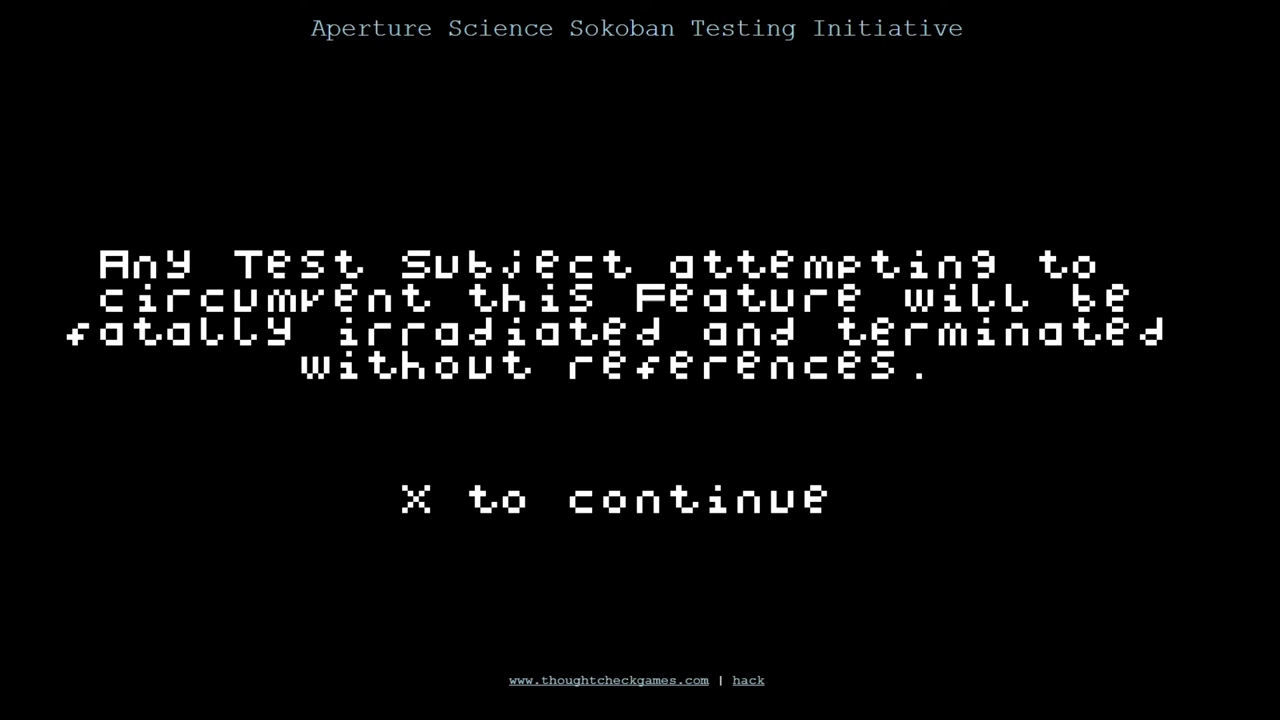 Aperture Science Sokoban Testing Initiative
Any Test Subject attempting to
circumvent this Feature will be
fatally irradiated and terminated
without references.
X to continue
www.thoughtcheckgames.com | hack